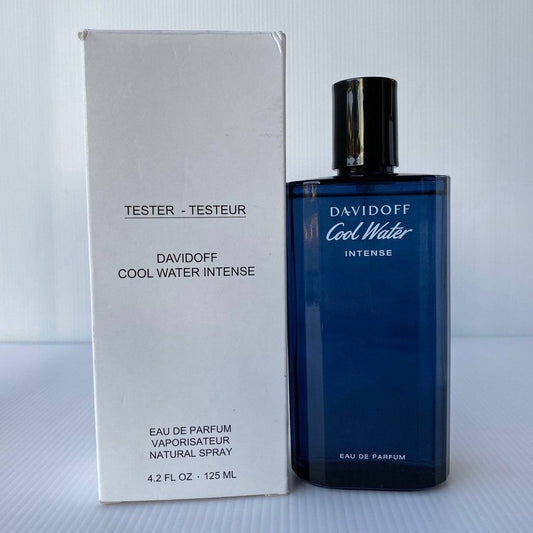 TESTER - TESTEUR
DAVIDOFF
COOL WATER INTENSE
EAU DE PARFUM
VAPORISATEUR
NATURAL SPRAY
4.2 FL OZ · 125 ML
DAVIDOFF
Cool Water
INTENSE
EAU DE PARFUM